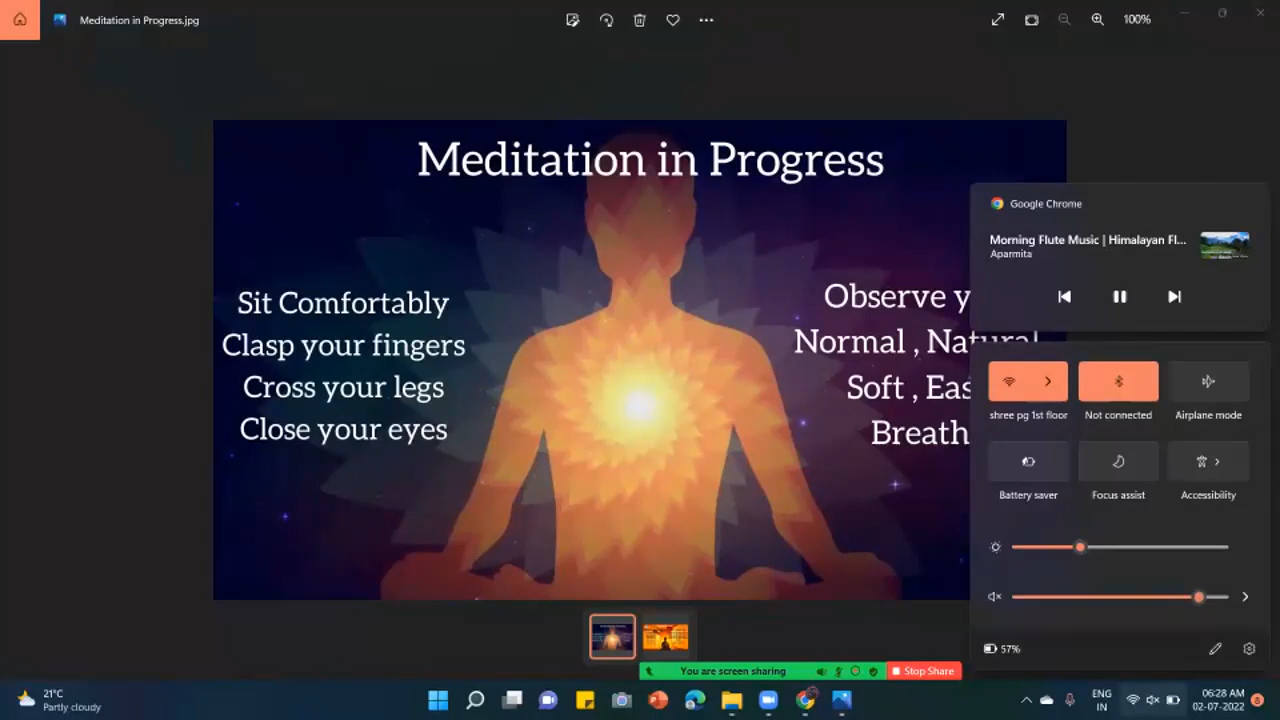 Meditation in Progress.jpg
100%
Meditation in Progress
Sit Comfortably
Clasp your fingers
Cross your legs
Close your eyes
Observe y
Normal , Natural
Soft , Eas
Breath
Google Chrome
Morning Flute Music | Himalayan Fl...
Aparmita
shree pg 1st floor
Not connected
Airplane mode
Battery saver
Focus assist
Accessibility
57%
You are screen sharing
Stop Share
21°C
Partly cloudy
ENG
IN
06:28 AM
02-07-2022